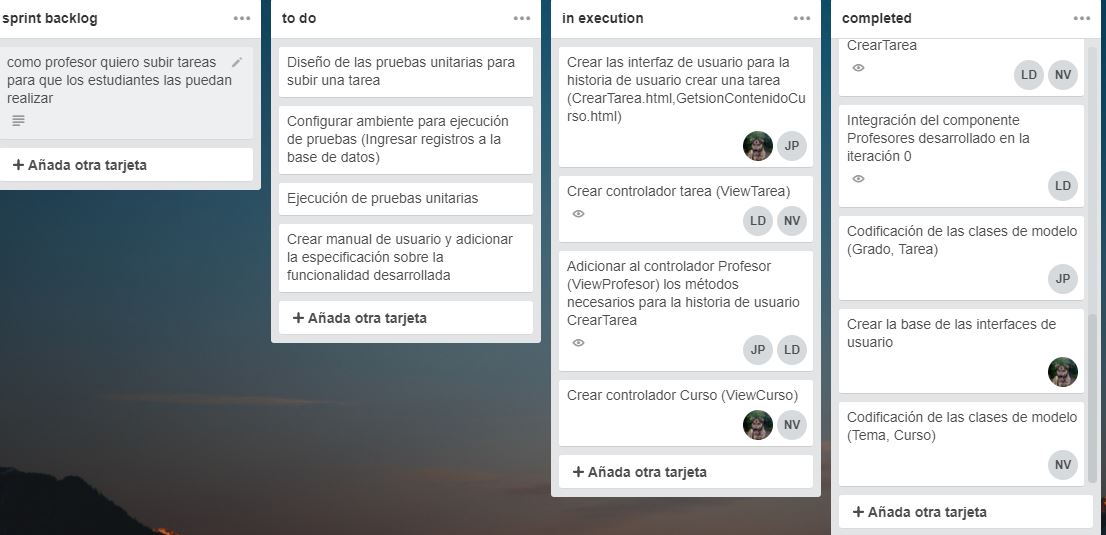 sprint backlog
como profesor quiero subir tareas
para que los estudiantes las puedan
realizar
+ Añada otra tarjeta
to do
Diseño de las pruebas unitarias para
subir una tarea
Configurar ambiente para ejecución
de pruebas (Ingresar registros a la
base de datos)
Ejecución de pruebas unitarias
Crear manual de usuario y adicionar
la especificación sobre la
funcionalidad desarrollada
+ Añada otra tarjeta
in execution
Crear las interfaz de usuario para la
historia de usuario crear una tarea
(CrearTarea.html,GetsionContenidoCu
rso.html)
JP
Crear controlador tarea (ViewTarea)
LD NV
Adicionar al controlador Profesor
(ViewProfesor) los métodos
necesarios para la historia de usuario
CrearTarea
JP LD
Crear controlador Curso (ViewCurso)
NV
+ Añada otra tarjeta
completed
CrearTarea
LD NV
Integración del componente
Profesores desarrollado en la
iteración 0
LD
Codificación de las clases de modelo
(Grado, Tarea)
JP
Crear la base de las interfaces de
usuario
Codificación de las clases de modelo
(Tema, Curso)
NV
+ Añada otra tarjeta